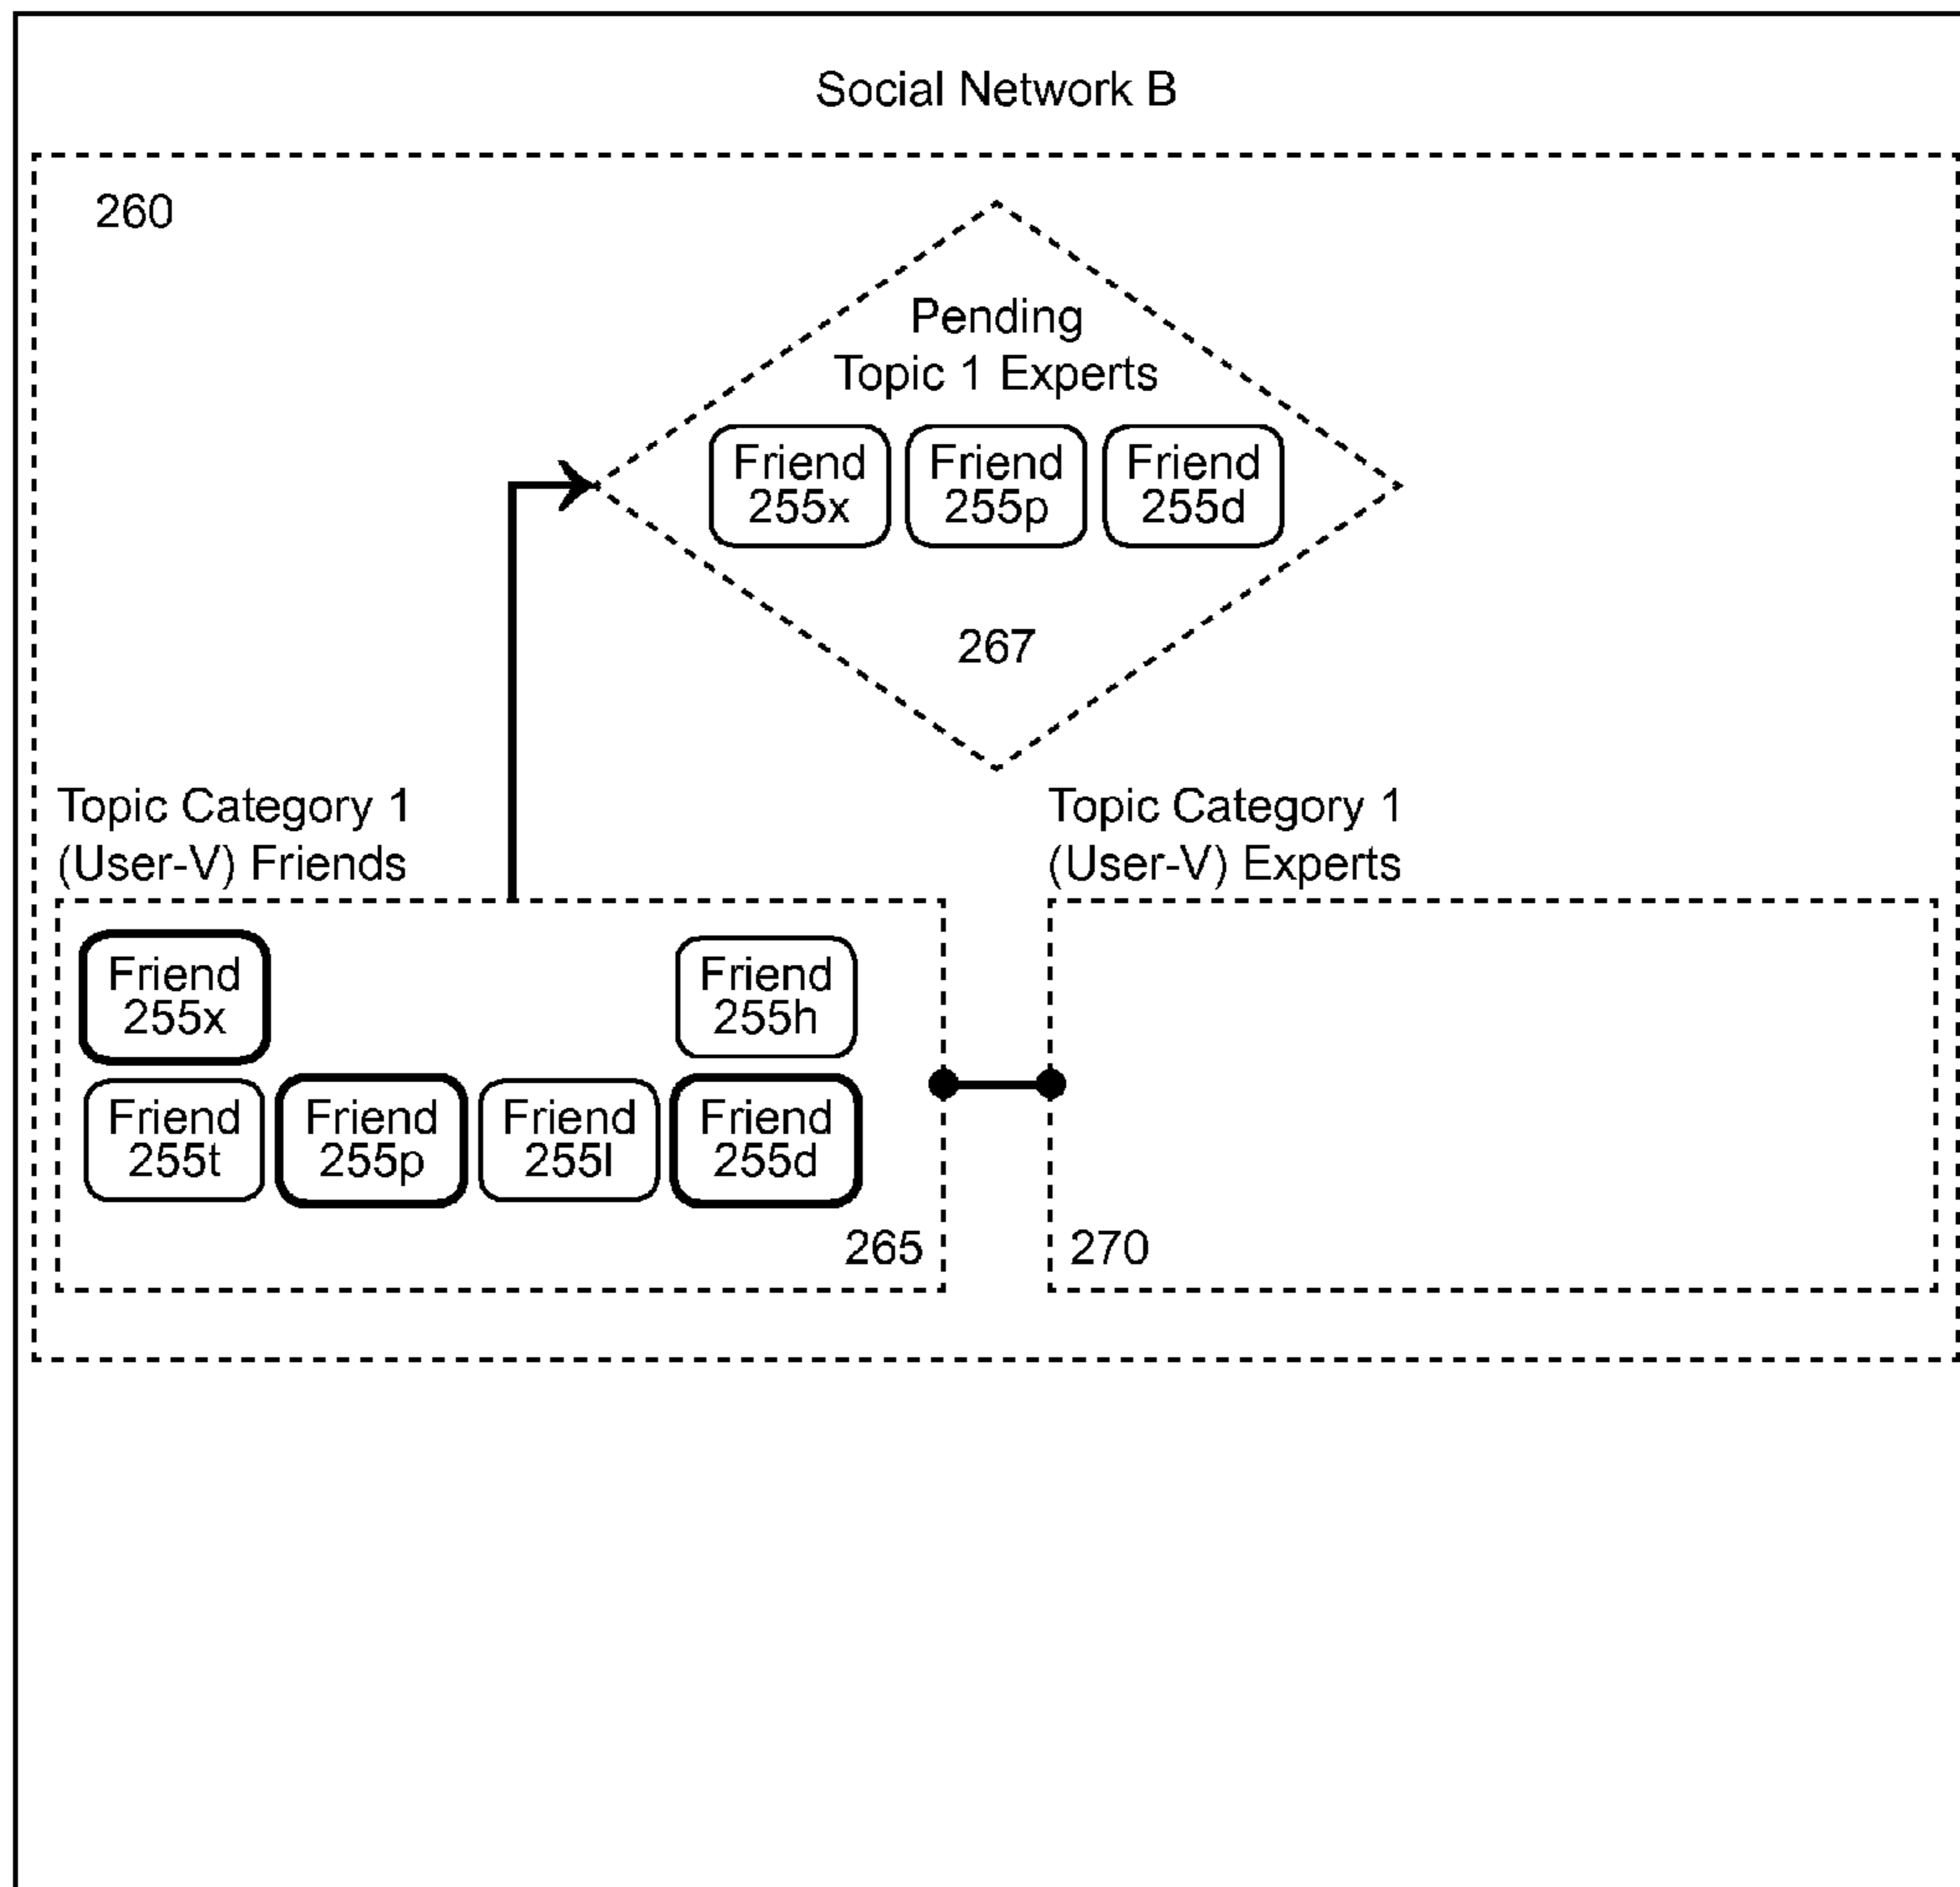 Social Network B
260
Pending
Topic 1 Experts
Friend Friend Friend
255x 255p 255d
267
Topic Category 1
(User-V) Friends
Topic Category 1
(User-V) Experts
Friend Friend
255x 255h
Friend Friend Friend Friend
255t 255p 255l 255d
265
270